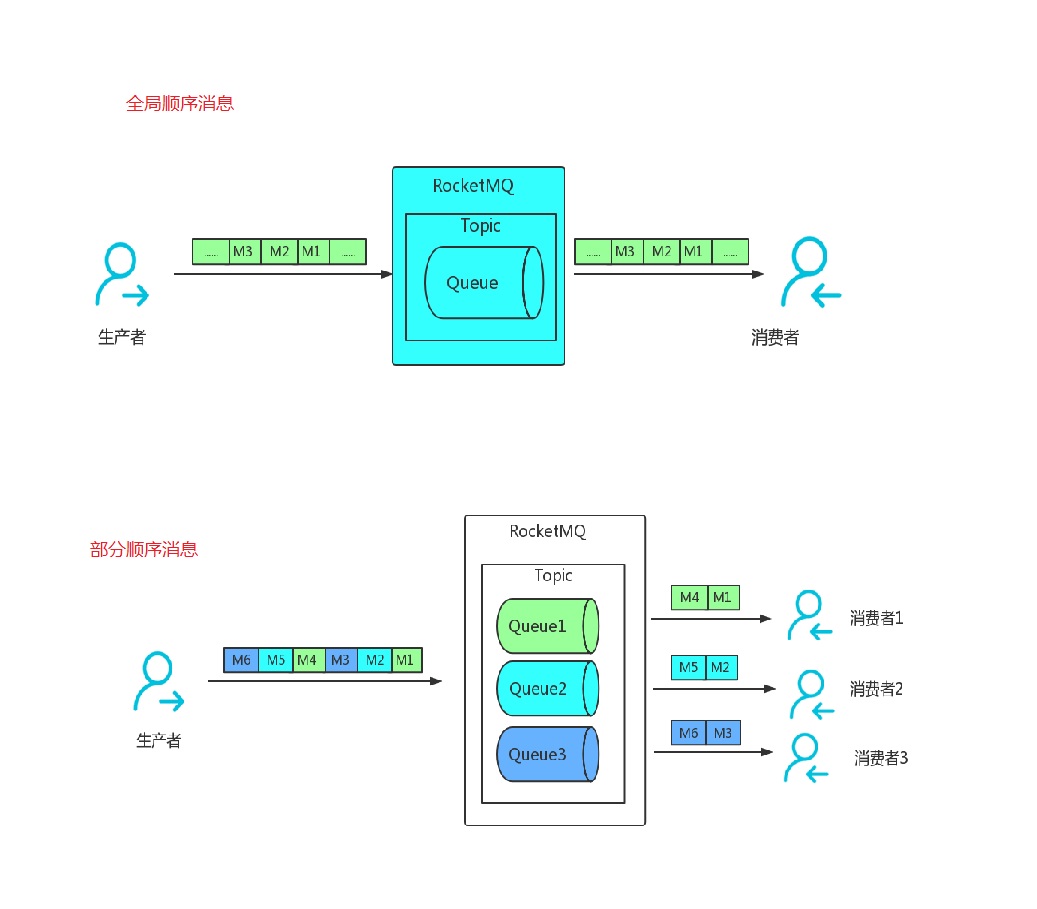 全局顺序消息
RocketMQ
Topic
...... M3 M2 M1 ......
Queue
...... M3 M2 M1 ......
生产者
消费者
部分顺序消息
RocketMQ
Topic
M6 M5 M4 M3 M2 M1
生产者
Queue1
Queue2
Queue3
M4 M1
消费者1
M5 M2
消费者2
M6 M3
消费者3